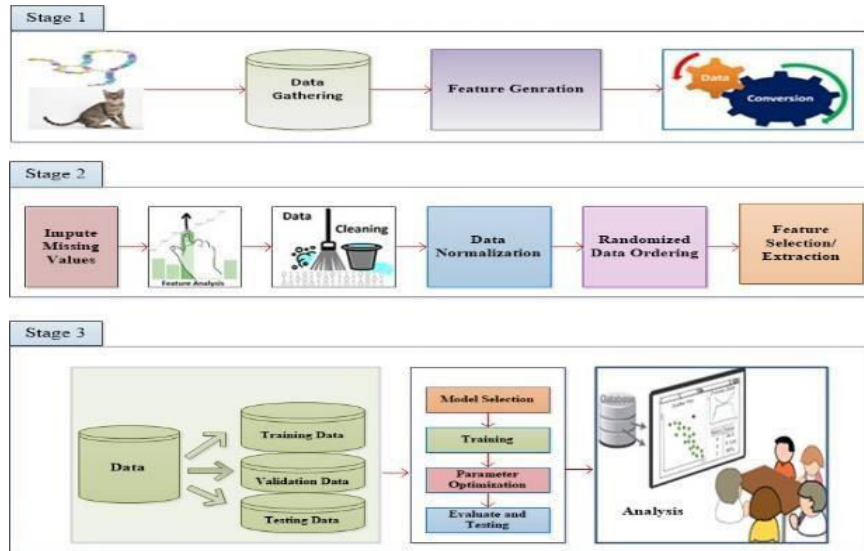 Stage 1
Data
Gathering
Feature Genration
Data
Conversion
Stage 2
Impute
Missing
Values
Feature Analysis
Data
Cleaning
Data
Normalization
Randomized
Data Ordering
Feature
Selection/
Extraction
Stage 3
Data
Training Data
Validation Data
Testing Data
Model Selection
Training
Parameter
Optimization
Evaluate and
Testing
Database
Analysis